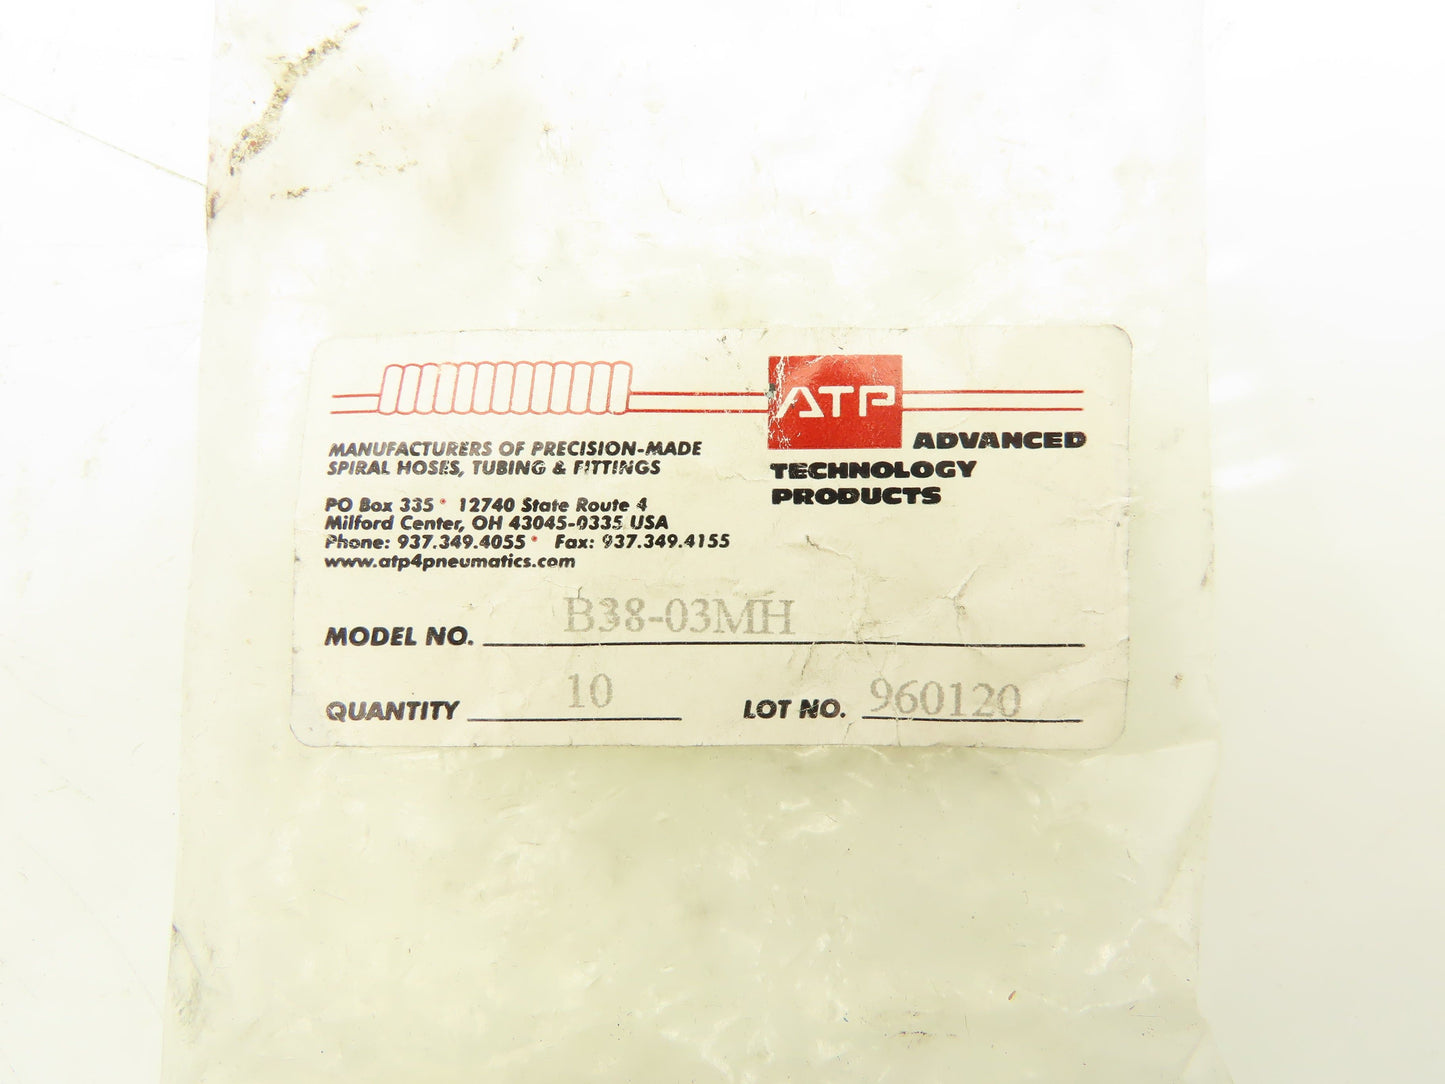 ATP
ADVANCED
TECHNOLOGY
PRODUCTS
MANUFACTURERS OF PRECISION-MADE
SPIRAL HOSES, TUBING & FITTINGS
PO Box 335 * 12740 State Route 4
Milford Center, OH 43045-0335 USA
Phone: 937.349.4055 * Fax: 937.349.4155
www.atp4pneumatics.com
MODEL NO. B38-03MH
QUANTITY 10 LOT NO. 960120